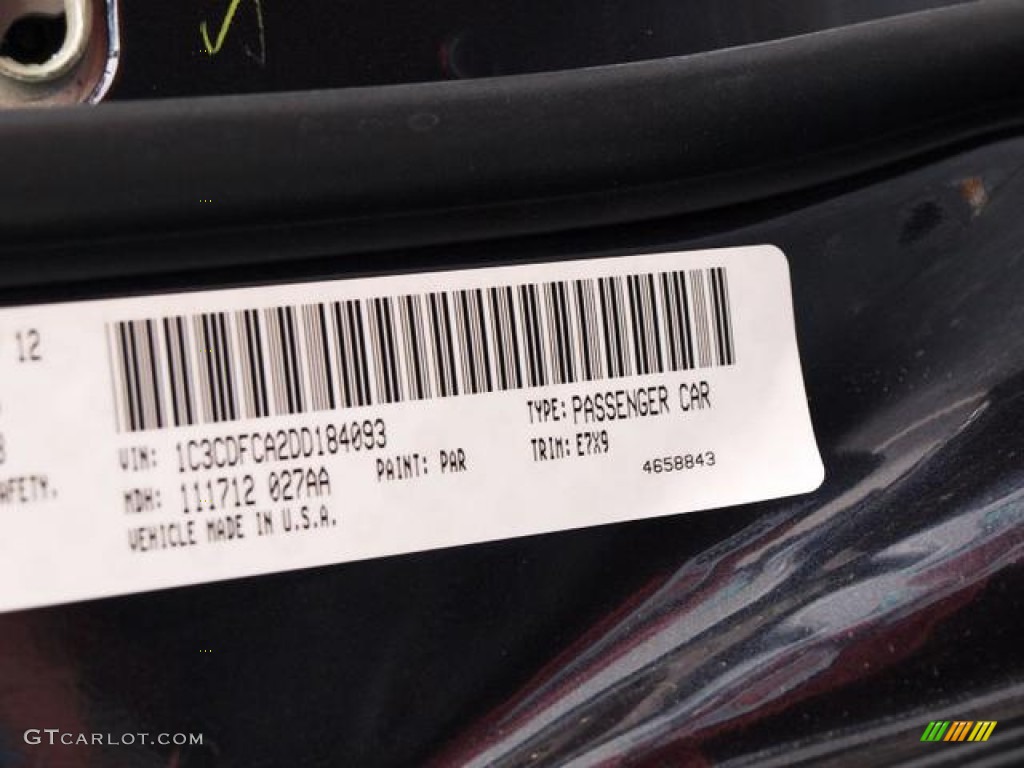 12
AFETY.
VIN: 1C3CDFCA2DD184093
TYPE: PASSENGER CAR
MDH: 111712 027AA
PAINT: PAR
TRIM: E7X9
4658843
VEHICLE MADE IN U.S.A.
GTCARLOT.COM